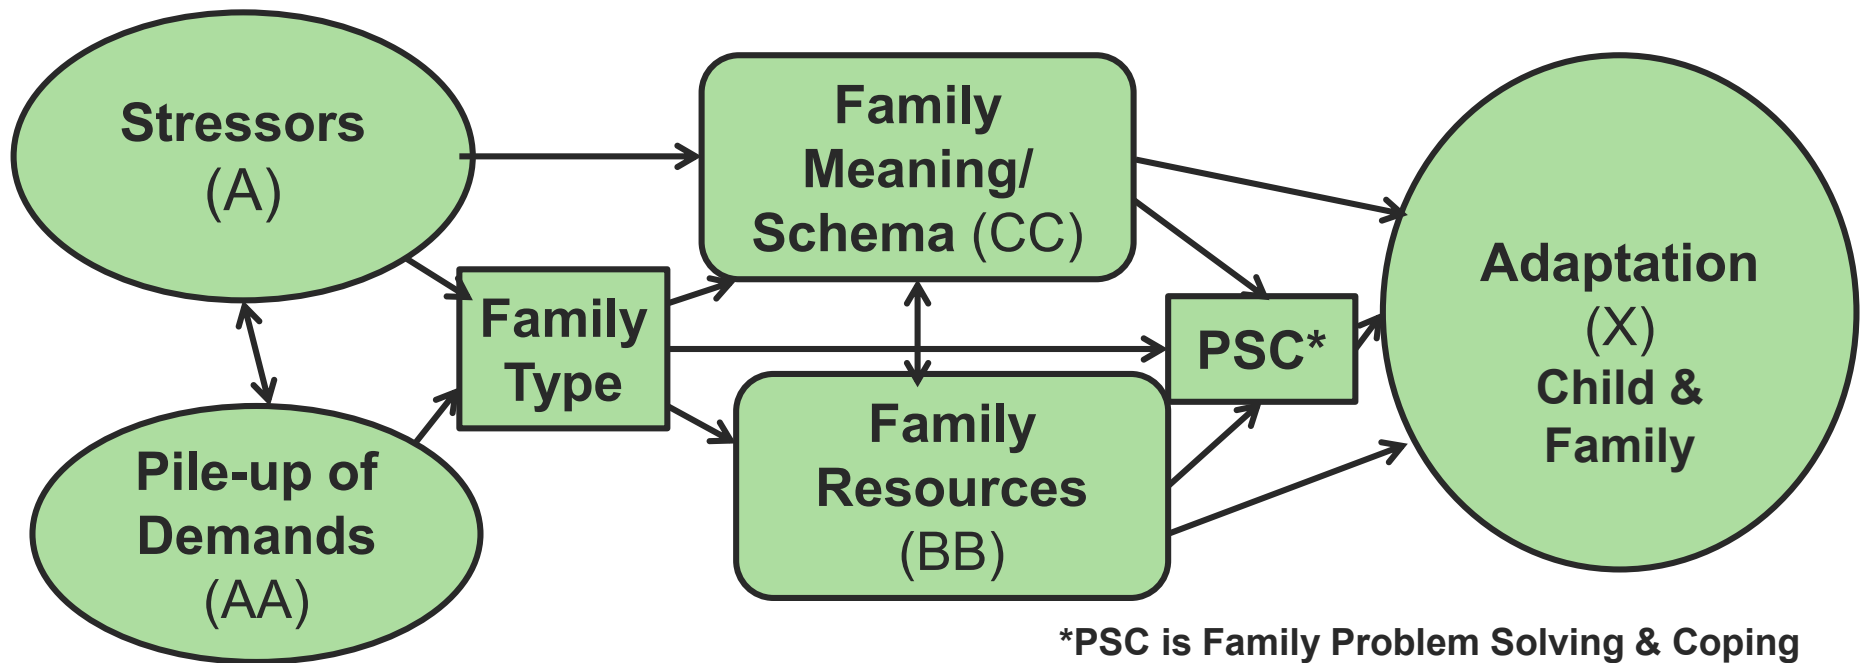 Stressors
(A)
Pile-up of
Demands
(AA)
Family
Type
Family
Meaning/
Schema (CC)
Family
Resources
(BB)
PSC*
Adaptation
(X)
Child &
Family
*PSC is Family Problem Solving & Coping